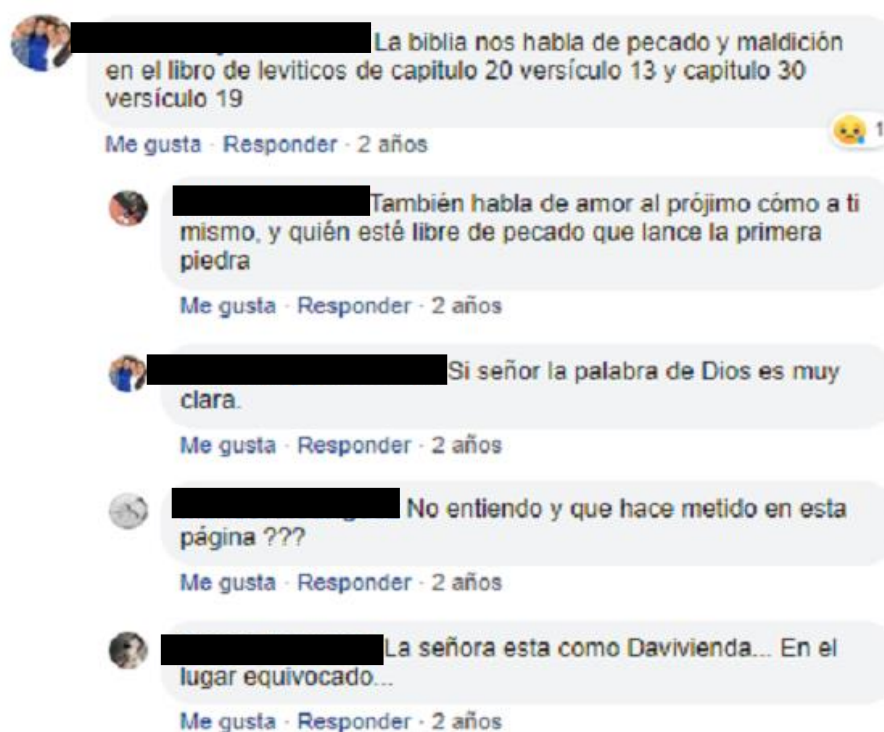 La biblia nos habla de pecado y maldición
en el libro de leviticos de capitulo 20 versículo 13 y capitulo 30
versículo 19
1
Me gusta · Responder · 2 años
También habla de amor al prójimo cómo a ti
mismo, y quién esté libre de pecado que lance la primera
piedra
Me gusta · Responder · 2 años
Si señor la palabra de Dios es muy
clara.
Me gusta · Responder · 2 años
No entiendo y que hace metido en esta
página ???
Me gusta · Responder · 2 años
La señora esta como Davivienda... En el
lugar equivocado...
Me gusta · Responder · 2 años